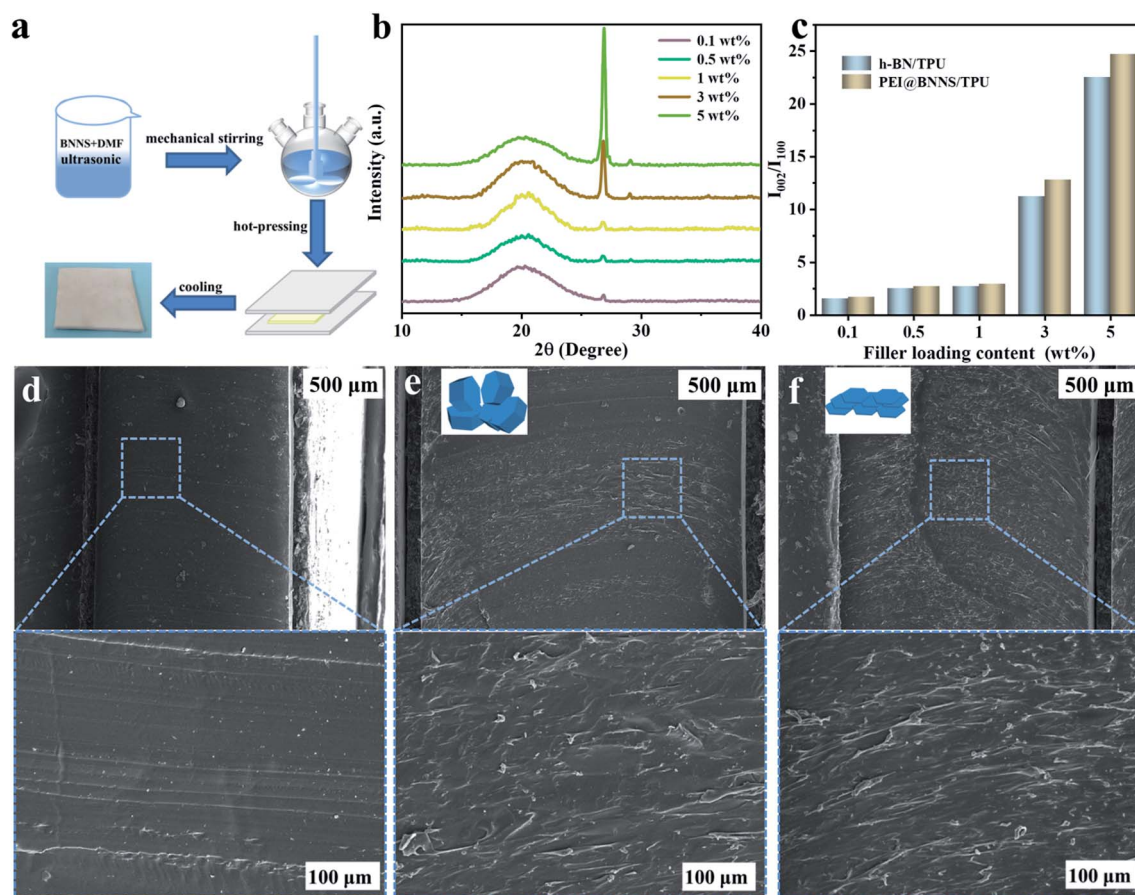 a
BNNS+DMF
ultrasonic
mechanical stirring
hot-pressing
cooling
b
Intensity (a.u.)
0.1 wt%
0.5 wt%
1 wt%
3 wt%
5 wt%
10
20
30
40
2θ (Degree)
c
I002/I100
25
20
15
10
5
0
h-BN/TPU
PEI@BNNS/TPU
0.1
0.5
1
3
5
Filler loading content (wt%)
d
500 μm
e
500 μm
f
500 μm
100 μm
100 μm
100 μm